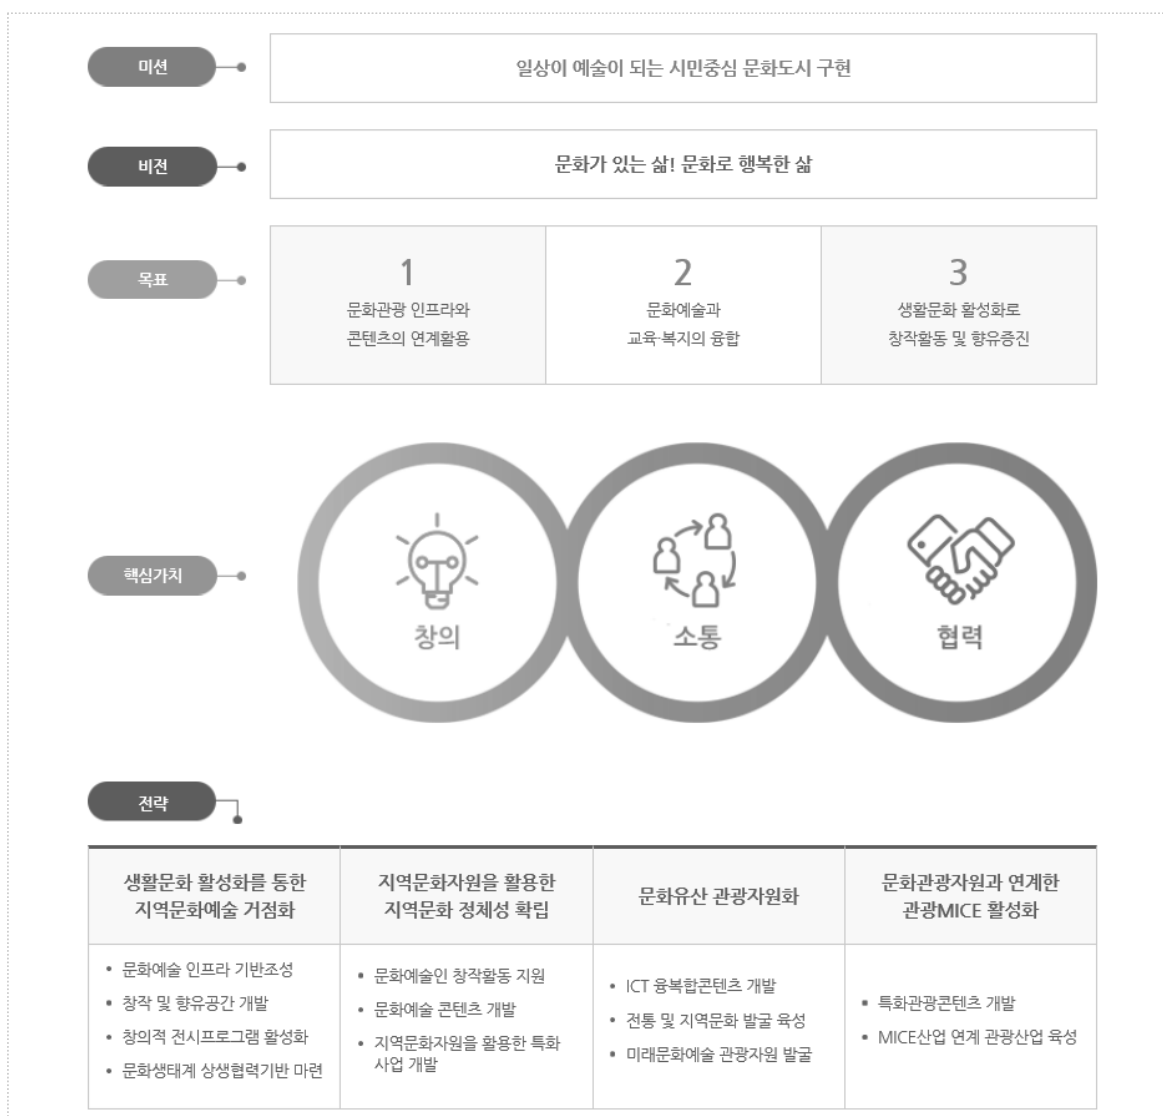 미션
일상이 예술이 되는 시민중심 문화도시 구현
비전
문화가 있는 삶! 문화로 행복한 삶
목표
1
문화관광 인프라와
콘텐츠의 연계활용
2
문화예술과
교육·복지의 융합
3
생활문화 활성화로
창작활동 및 향유증진
핵심가치
창의
소통
협력
전략
생활문화 활성화를 통한
지역문화예술 거점화
• 문화예술 인프라 기반조성
• 창작 및 향유공간 개발
• 창의적 전시프로그램 활성화
• 문화생태계 상생협력기반 마련
지역문화자원을 활용한
지역문화 정체성 확립
• 문화예술인 창작활동 지원
• 문화예술 콘텐츠 개발
• 지역문화자원을 활용한 특화
사업 개발
문화유산 관광자원화
• ICT 융복합콘텐츠 개발
• 전통 및 지역문화 발굴 육성
• 미래문화예술 관광자원 발굴
문화관광자원과 연계한
관광MICE 활성화
• 특화관광콘텐츠 개발
• MICE산업 연계 관광산업 육성